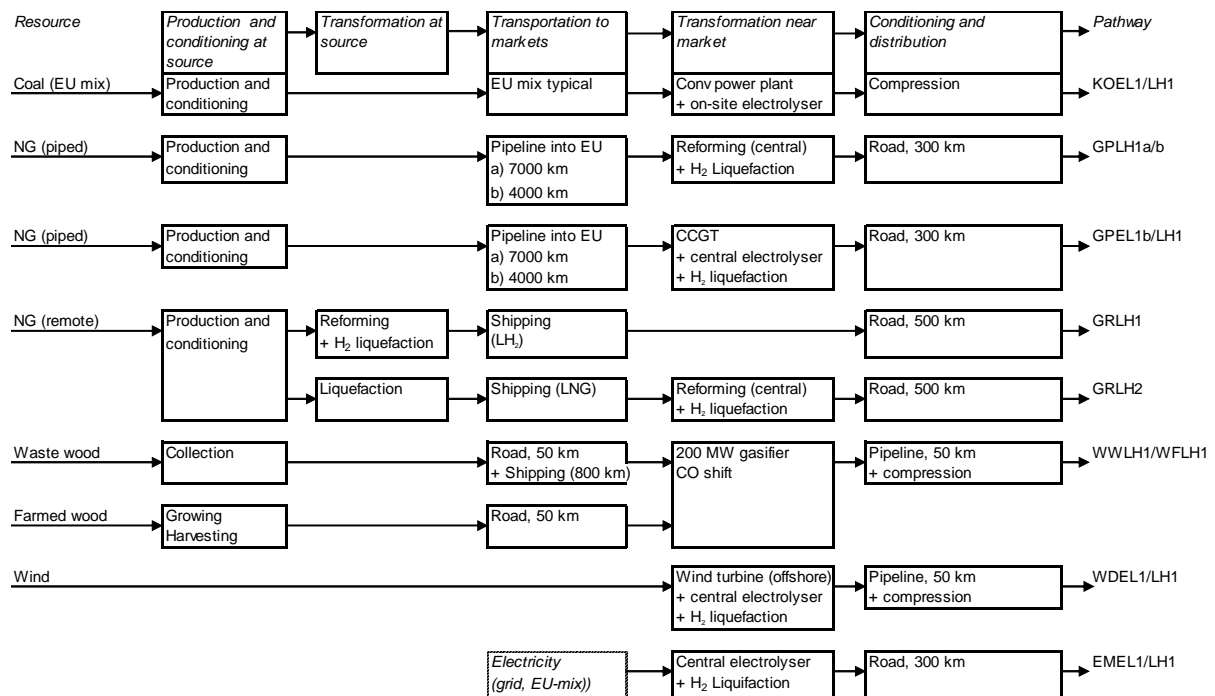 Resource
Production and
conditioning at
source
Transformation at
source
Transportation to
markets
Transformation near
market
Conditioning and
distribution
Pathway
Coal (EU mix)
Production and
conditioning
EU mix typical
Conv power plant
+ on-site electrolyser
Compression
KOEL1/LH1
NG (piped)
Production and
conditioning
Pipeline into EU
a) 7000 km
b) 4000 km
Reforming (central)
+ H₂ Liquefaction
Road, 300 km
GPLH1a/b
NG (piped)
Production and
conditioning
Pipeline into EU
a) 7000 km
b) 4000 km
CCGT
+ central electrolyser
+ H₂ liquefaction
Road, 300 km
GPEL1b/LH1
NG (remote)
Production and
conditioning
Reforming
+ H₂ liquefaction
Shipping
(LH₂)
Road, 500 km
GRLH1
Liquefaction
Shipping (LNG)
Reforming (central)
+ H₂ liquefaction
Road, 500 km
GRLH2
Waste wood
Collection
Road, 50 km
+ Shipping (800 km)
200 MW gasifier
CO shift
Pipeline, 50 km
+ compression
WWLH1/WFLH1
Farmed wood
Growing
Harvesting
Road, 50 km
Wind
Wind turbine (offshore)
+ central electrolyser
+ H₂ liquefaction
Pipeline, 50 km
+ compression
WDEL1/LH1
Electricity
(grid, EU-mix))
Central electrolyser
+ H₂ Liquifaction
Road, 300 km
EMEL1/LH1